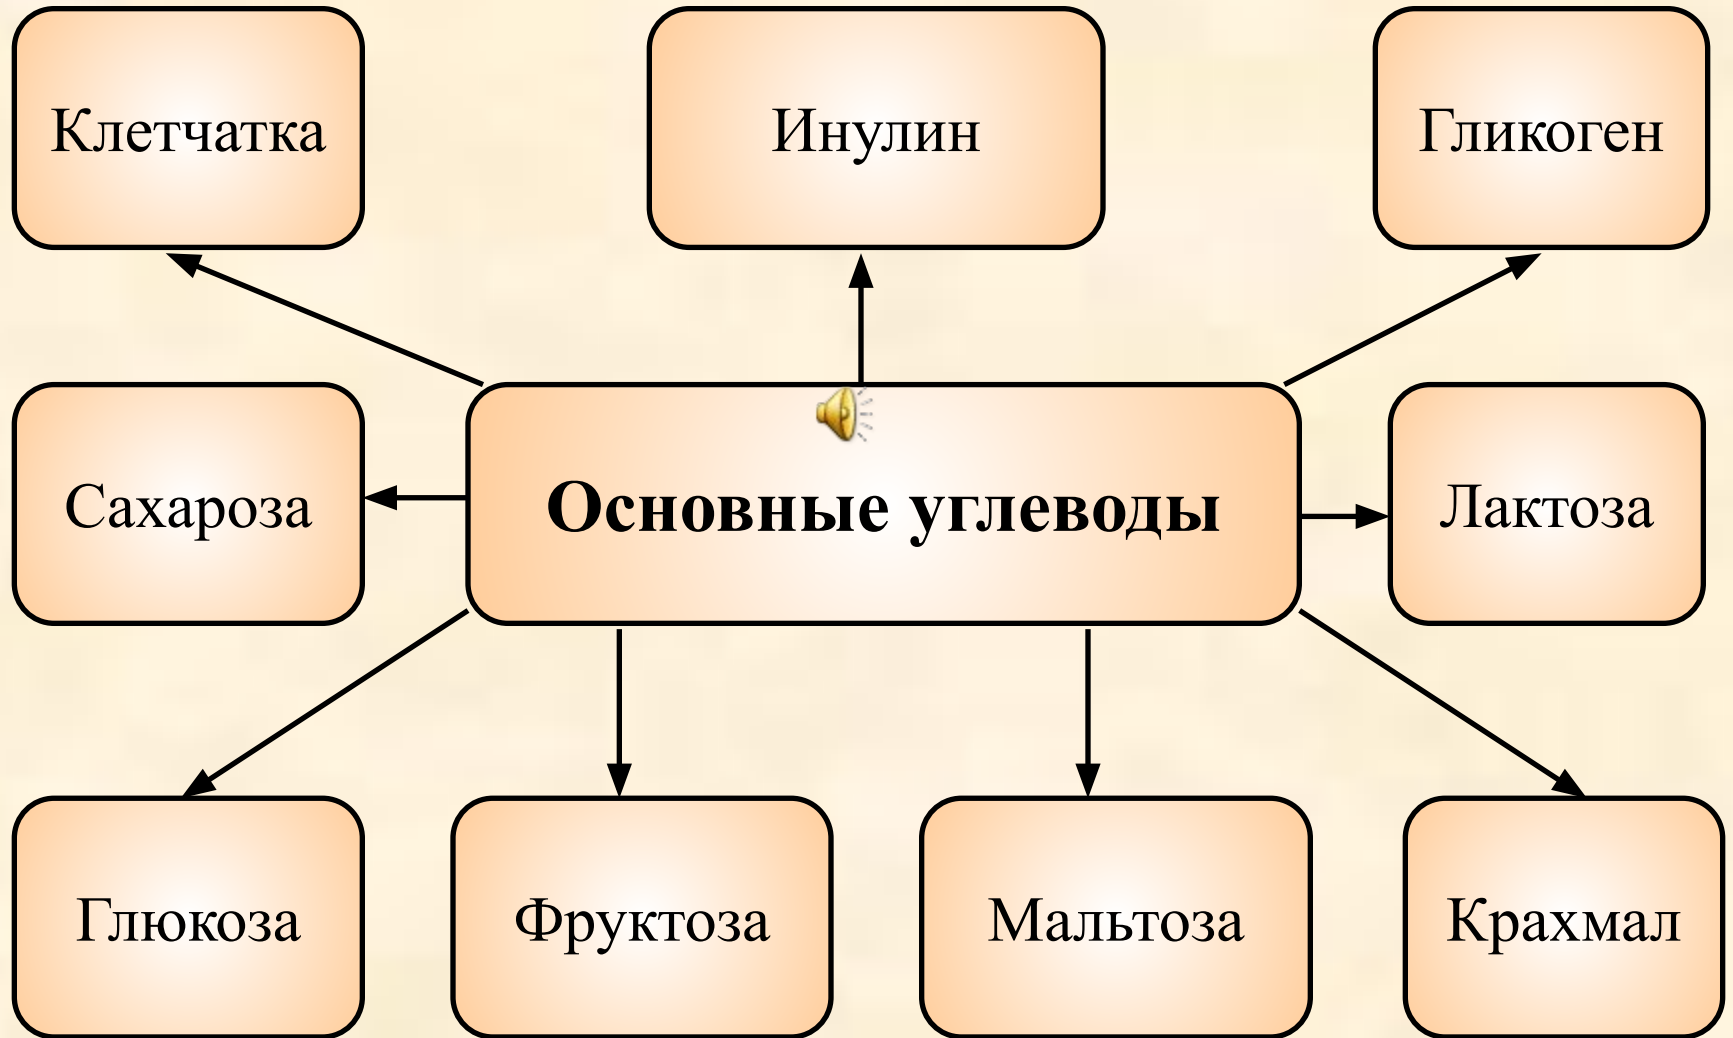 Клетчатка
Инулин
Гликоген
Сахароза
Основные углеводы
Лактоза
Глюкоза
Фруктоза
Мальтоза
Крахмал